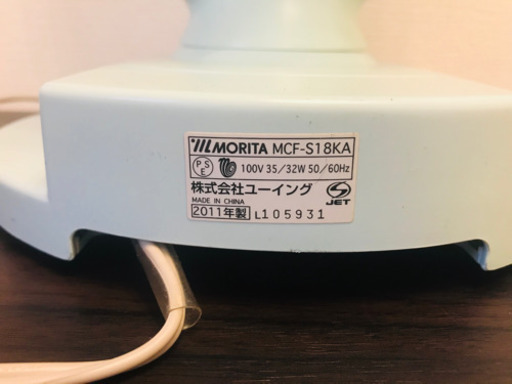 MORITA MCF-S18KA
PSE 100V 35/32W 50/60Hz
株式会社ユーイング
JET
MADE IN CHINA
2011年製 L105931